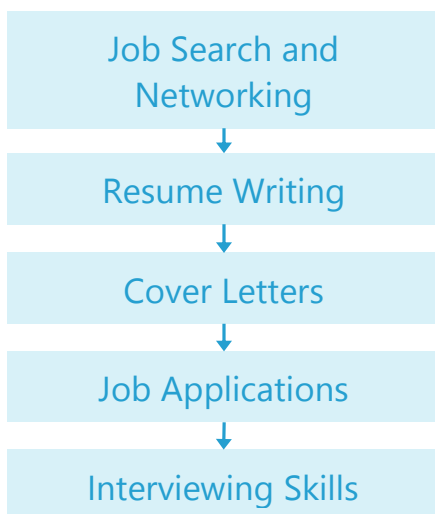 Job Search and
Networking
Resume Writing
Cover Letters
Job Applications
Interviewing Skills